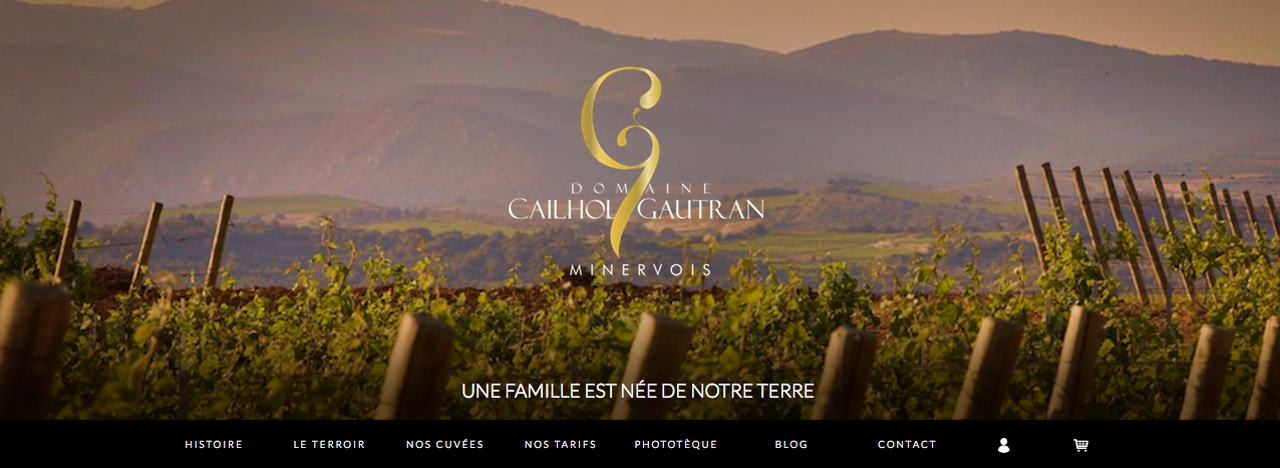 DOMAINE
CAILHOL GAUTRAN
MINERVOIS
UNE FAMILLE EST NÉE DE NOTRE TERRE
HISTOIRE LE TERROIR NOS CUVÉES NOS TARIFS PHOTOTÈQUE BLOG CONTACT